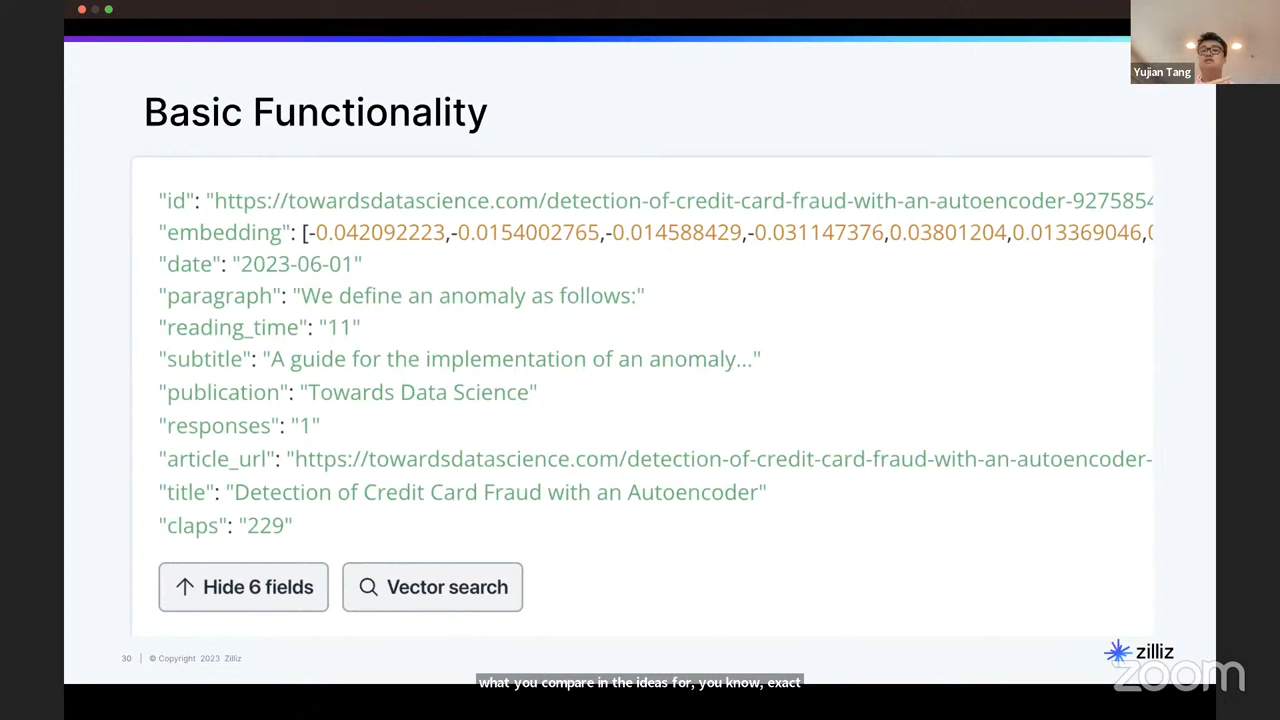 Yujian Tang
Basic Functionality
"id": "https://towardsdatascience.com/detection-of-credit-card-fraud-with-an-autoencoder-9275854
"embedding": [-0.042092223,-0.0154002765,-0.014588429,-0.031147376,0.03801204,0.013369046,0
"date": "2023-06-01"
"paragraph": "We define an anomaly as follows:"
"reading_time": "11"
"subtitle": "A guide for the implementation of an anomaly..."
"publication": "Towards Data Science"
"responses": "1"
"article_url": "https://towardsdatascience.com/detection-of-credit-card-fraud-with-an-autoencoder-
"title": "Detection of Credit Card Fraud with an Autoencoder"
"claps": "229"
Hide 6 fields Vector search
30 | © Copyright 2023 Zilliz
zilliz
zoom
what you compare in the ideas for, you know, exact